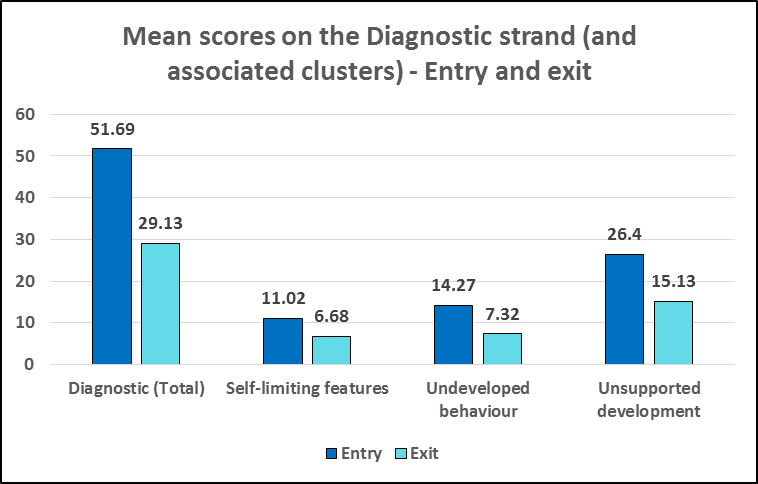 Mean scores on the Diagnostic strand (and
associated clusters) - Entry and exit
60
50
40
30
20
10
0
51.69
29.13
11.02
6.68
14.27
7.32
26.4
15.13
Diagnostic (Total)
Self-limiting features
Undeveloped
behaviour
Unsupported
development
Entry
Exit